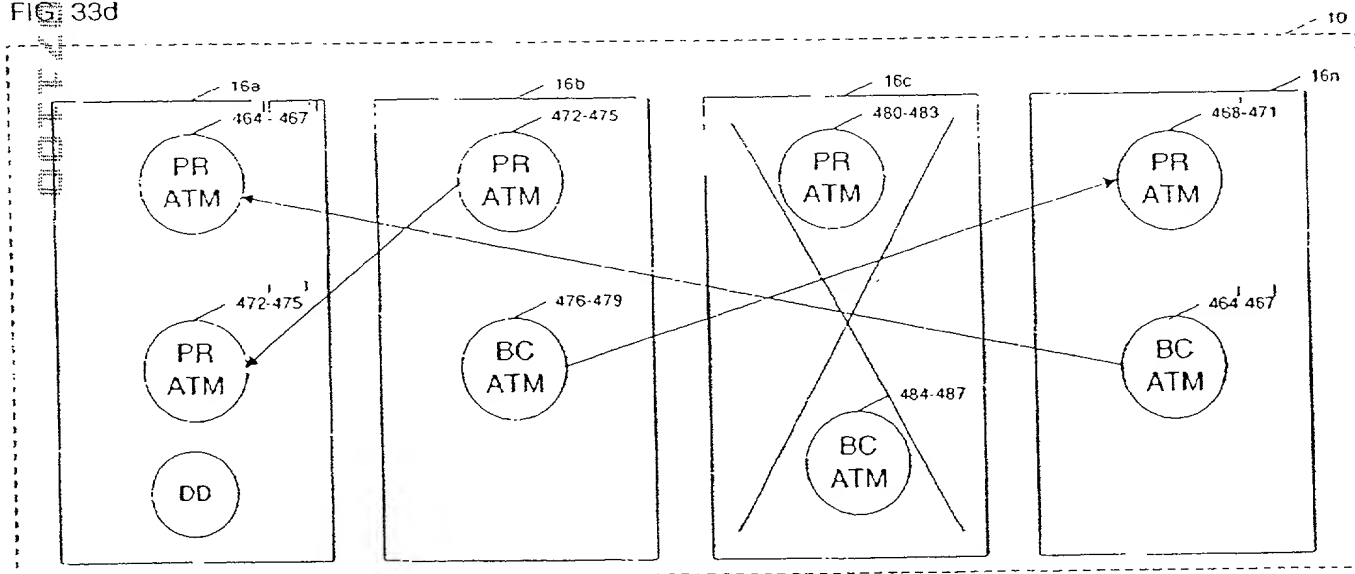 FIG. 33d
10
16a
16b
16c
16n
464'-467'
472-475
480-483
468'-471
PR
ATM
PR
ATM
PR
ATM
PR
ATM
472'-475'
476-479
464'467'
PR
ATM
BC
ATM
BC
ATM
484-487
BC
ATM
DD